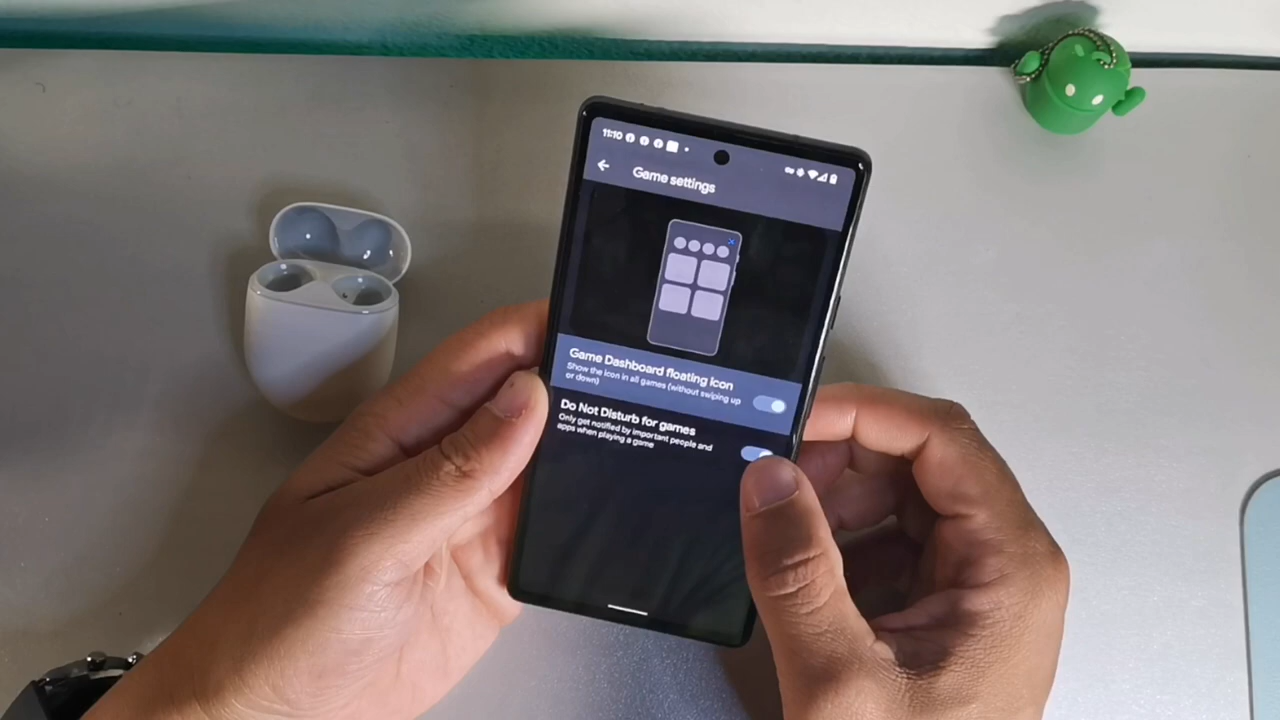 11:10
Game settings
Game Dashboard floating icon
Show the icon in all games (without swiping up
or down)
Do Not Disturb for games
Only get notified by important people and
apps when playing a game